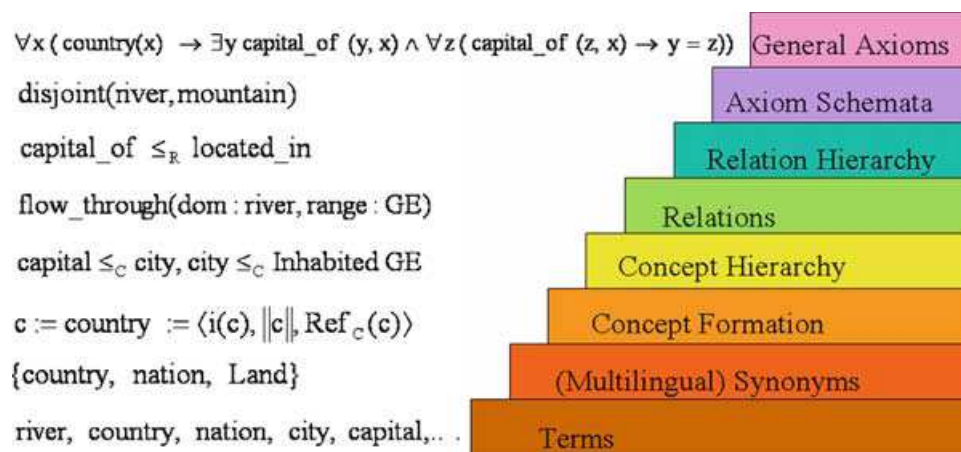 ∀x ( country(x) → ∃y capital_of (y, x) ∧ ∀z ( capital_of (z, x) → y = z)) General Axioms
disjoint(river,mountain) Axiom Schemata
capital_of ≤R located_in Relation Hierarchy
flow_through(dom : river, range : GE) Relations
capital ≤C city, city ≤C Inhabited GE Concept Hierarchy
c := country := ⟨i(c), ‖c‖, Ref C (c)⟩ Concept Formation
{country, nation, Land} (Multilingual) Synonyms
river, country, nation, city, capital,... Terms